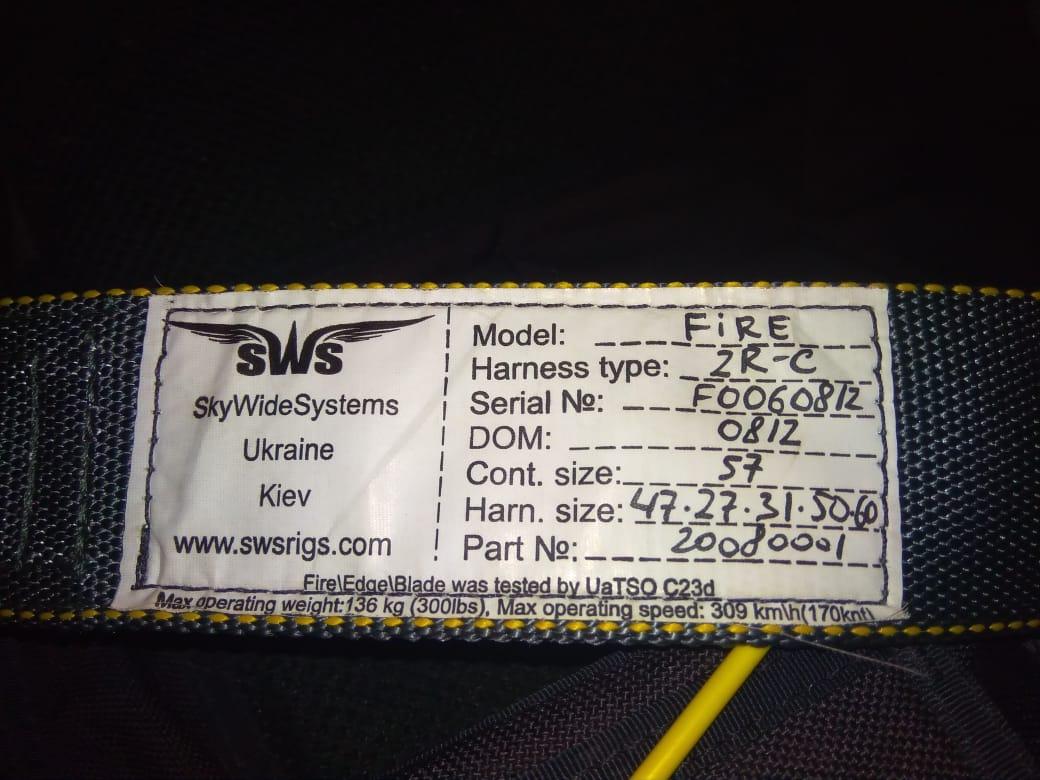 SWS
SkyWideSystems
Ukraine
Kiev
www.swsrigs.com
Model: FiRE
Harness type: 2R-C
Serial №: F0060812
DOM: 0812
Cont. size: 57
Harn. size: 47·27·31·50·60
Part №: 20080001
Fire\Edge\Blade was tested by UaTSO C23d
Max operating weight:136 kg (300lbs), Max operating speed: 309 km\h(170knt)